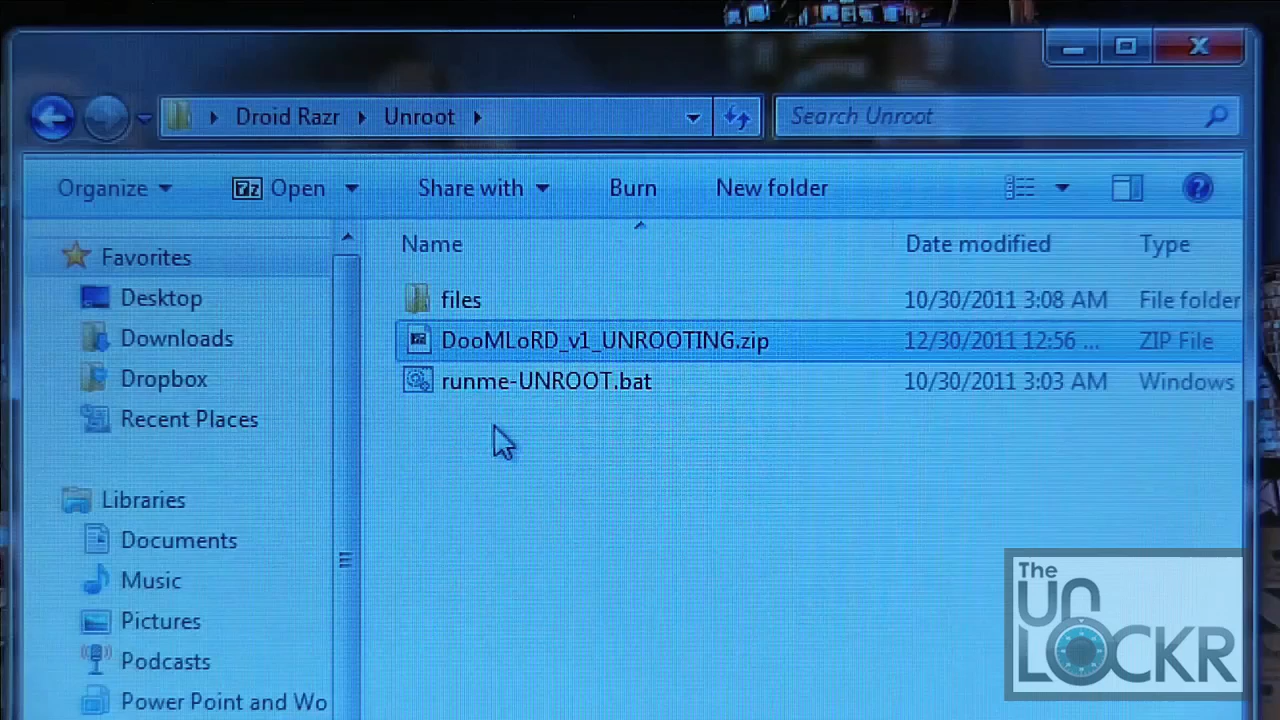 Droid Razr Unroot Search Unroot
Organize Open Share with Burn New folder
Name Date modified Type
Favorites
Desktop
Downloads
Dropbox
Recent Places
Libraries
Documents
Music
Pictures
Podcasts
Power Point and Wo
files 10/30/2011 3:08 AM File folder
DooMLoRD_v1_UNROOTING.zip 12/30/2011 12:56 ... ZIP File
runme-UNROOT.bat 10/30/2011 3:03 AM Windows
The
UnLOCKR